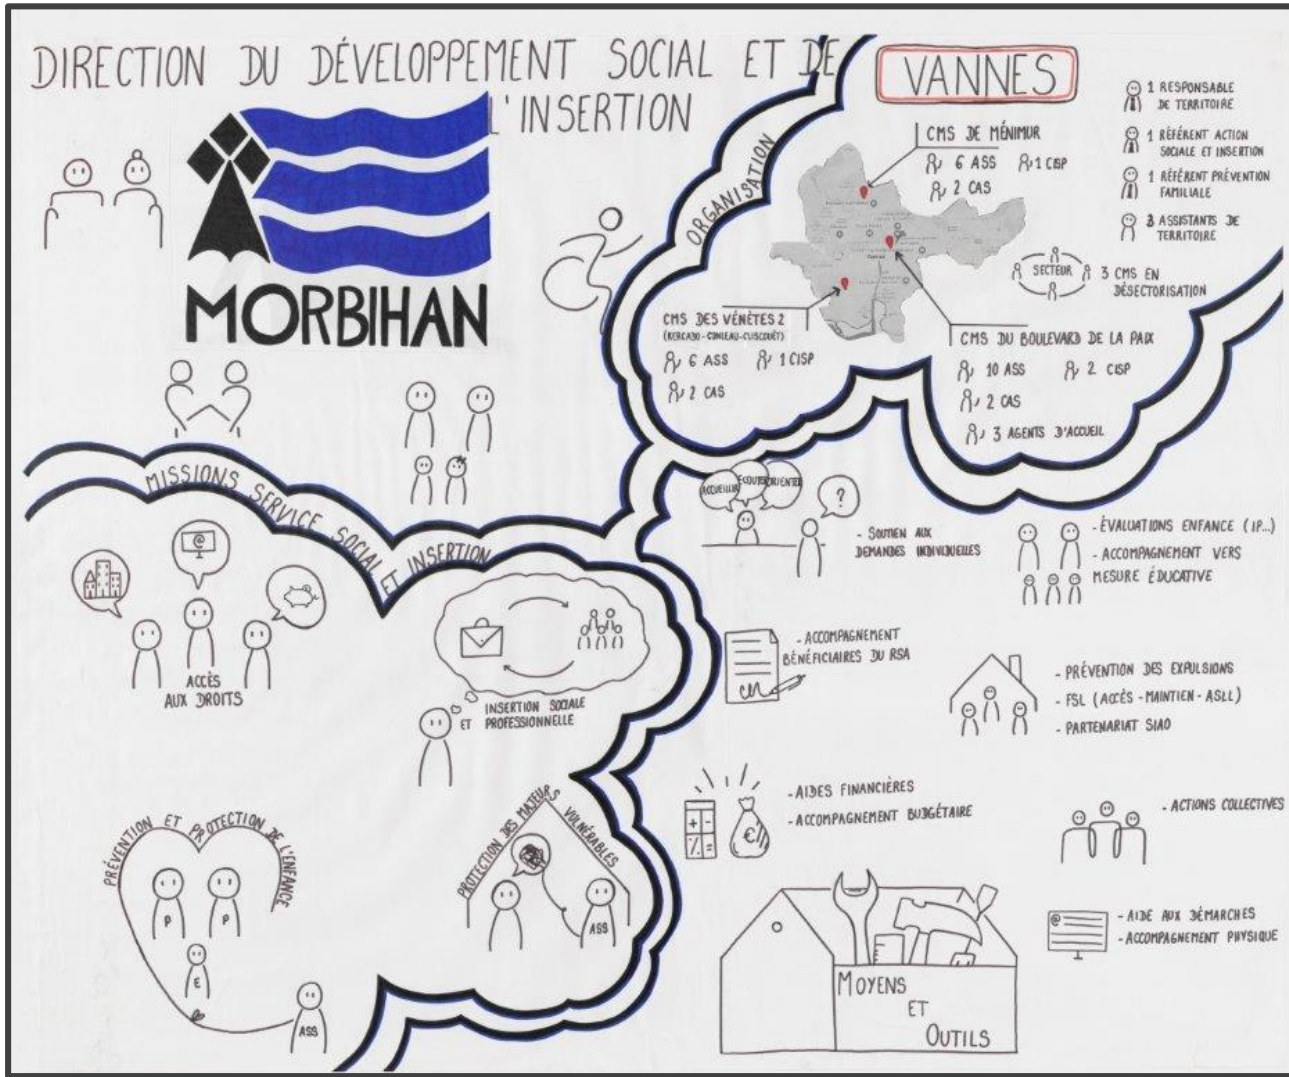 DIRECTION DU DÉVELOPPEMENT SOCIAL ET DE
L'INSERTION
MORBIHAN
ORGANISATION
VANNES
1 RESPONSABLE
DE TERRITOIRE
1 RÉFÉRENT ACTION
SOCIALE ET INSERTION
1 RÉFÉRENT PRÉVENTION
FAMILIALE
3 ASSISTANTS DE
TERRITOIRE
SECTEUR
3 CMS EN
DÉSECTORISATION
CMS DE MÉNIMUR
6 ASS 1 CISP
2 CAS
CMS DES VÉNÈTES 2
(KERCADO-CONLEAU-CLISCOUËT)
6 ASS 1 CISP
2 CAS
CMS DU BOULEVARD DE LA PAIX
10 ASS 2 CISP
2 CAS
3 AGENTS D'ACCUEIL
MISSIONS SERVICE SOCIAL ET INSERTION
ACCÈS
AUX DROITS
INSERTION SOCIALE
ET PROFESSIONNELLE
PRÉVENTION ET PROTECTION DE L'ENFANCE
P
P
E
ASS
PROTECTION DES MAJEURS VULNÉRABLES
ASS
ACCUEILLIR
ÉCOUTER
ORIENTER
?
- SOUTIEN AUX
DEMANDES INDIVIDUELLES
- ÉVALUATIONS ENFANCE (IP...)
- ACCOMPAGNEMENT VERS
MESURE ÉDUCATIVE
- ACCOMPAGNEMENT
BÉNÉFICIAIRES DU RSA
- PRÉVENTION DES EXPULSIONS
- FSL (ACCÈS-MAINTIEN-ASLL)
- PARTENARIAT SIAO
- AIDES FINANCIÈRES
- ACCOMPAGNEMENT BUDGÉTAIRE
- ACTIONS COLLECTIVES
- AIDE AUX DÉMARCHES
- ACCOMPAGNEMENT PHYSIQUE
MOYENS
ET
OUTILS